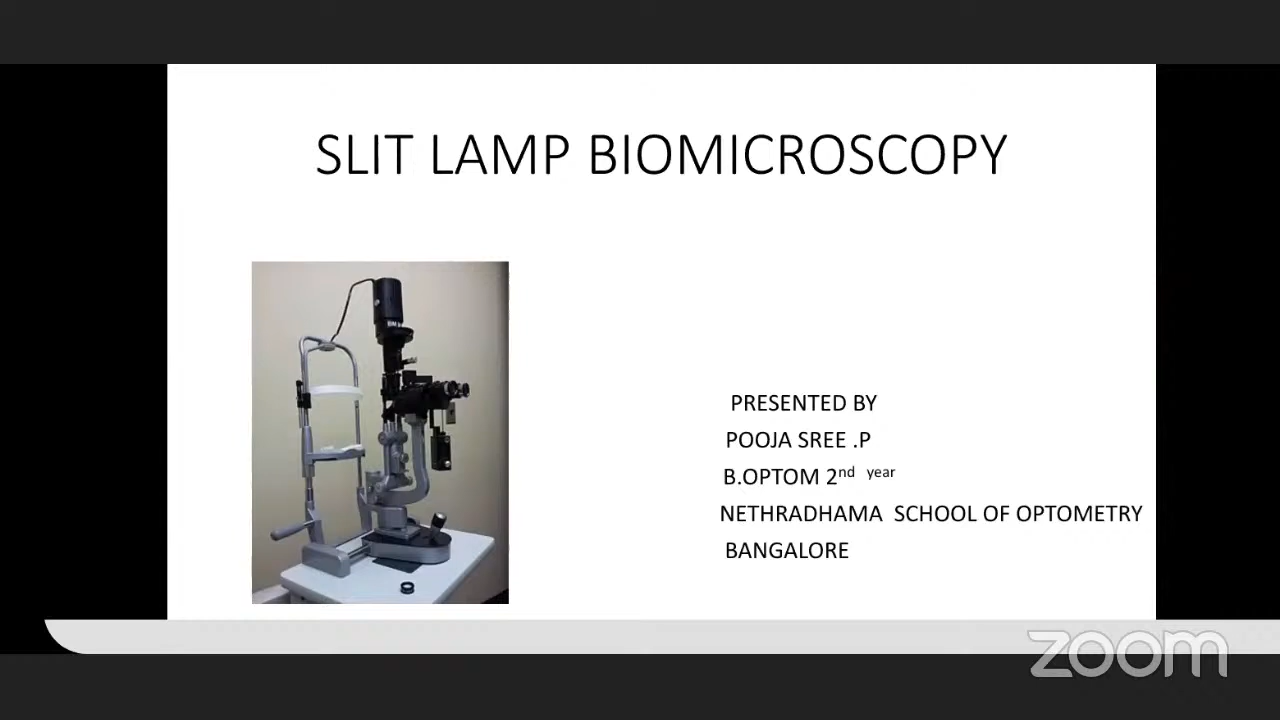 SLIT LAMP BIOMICROSCOPY
PRESENTED BY
POOJA SREE .P
B.OPTOM 2nd year
NETHRADHAMA SCHOOL OF OPTOMETRY
BANGALORE
zoom